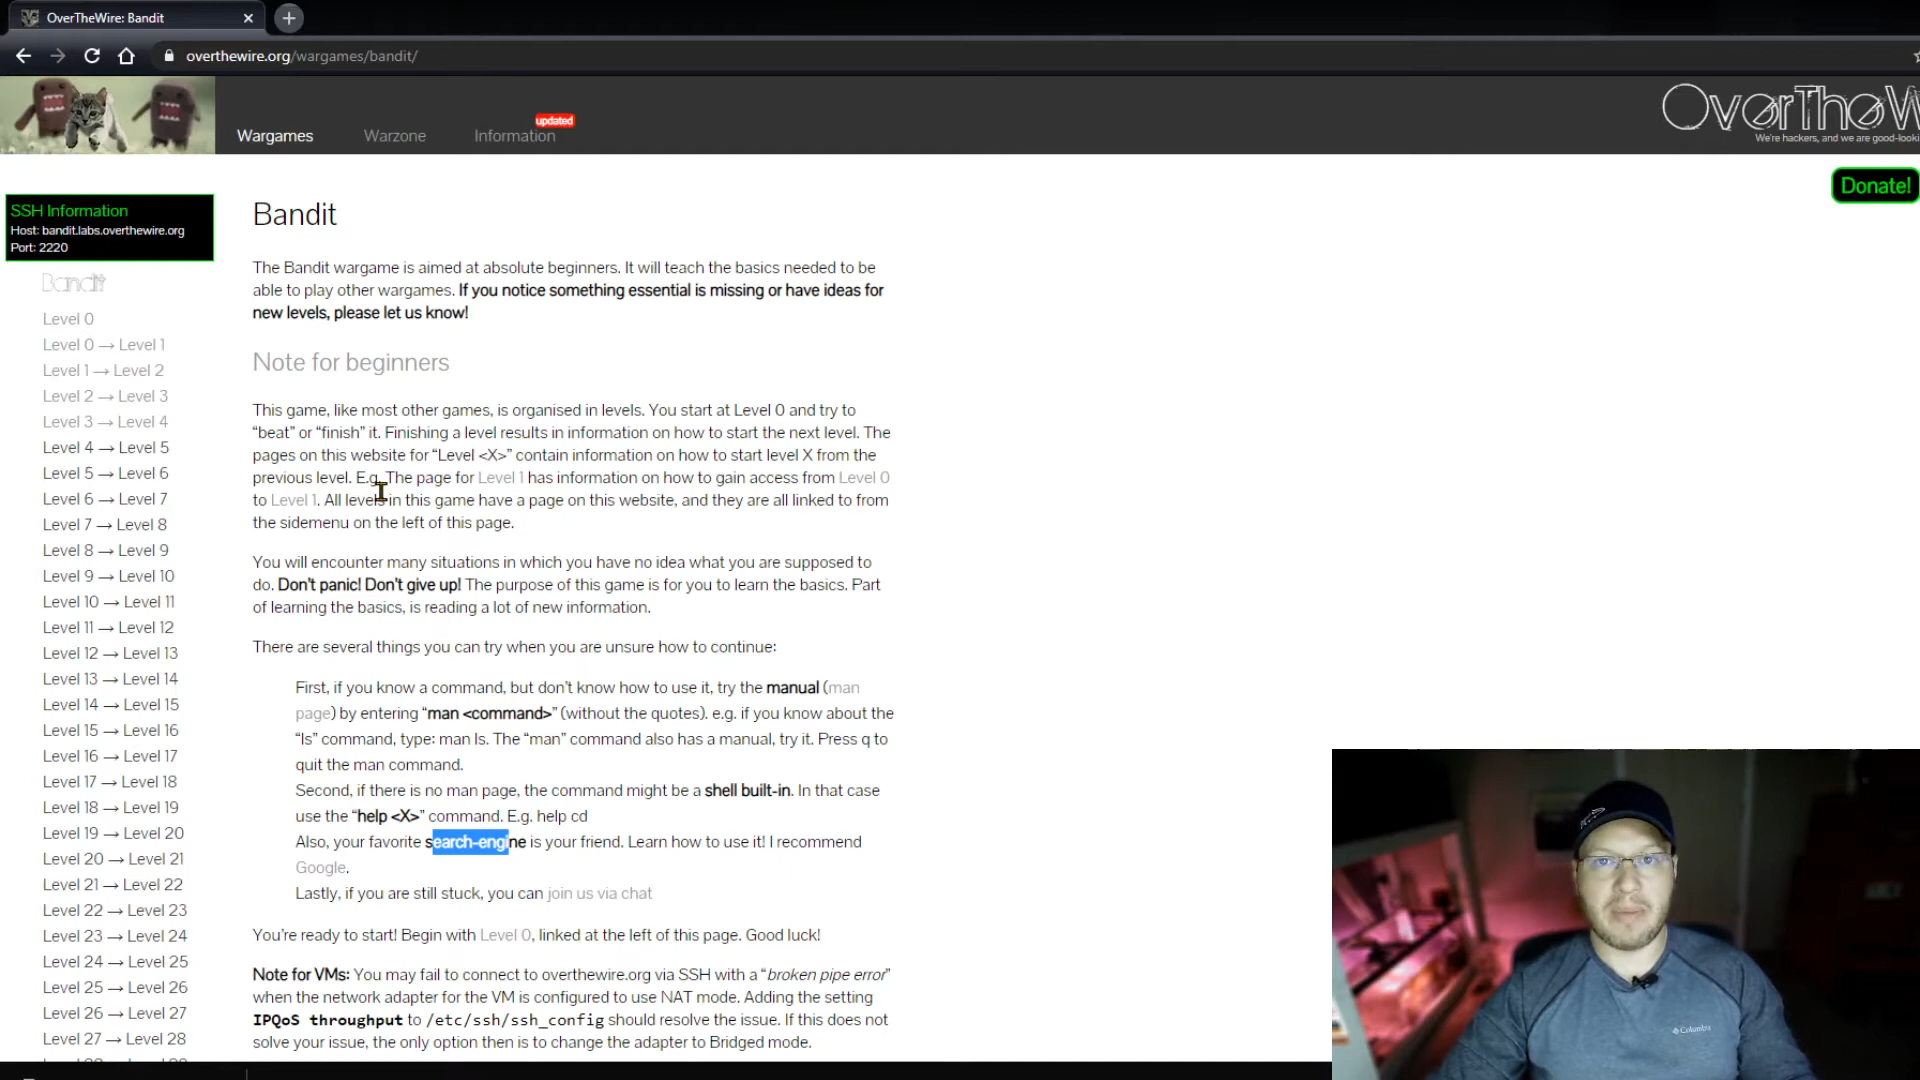 OverTheWire: Bandit
overthewire.org/wargames/bandit/
updated
Wargames
Warzone
Information
OverTheW
We're hackers, and we are good-looki
Donate!
SSH Information
Host: bandit.labs.overthewire.org
Port: 2220
Bandit
Level 0
Level 0 → Level 1
Level 1 → Level 2
Level 2 → Level 3
Level 3 → Level 4
Level 4 → Level 5
Level 5 → Level 6
Level 6 → Level 7
Level 7 → Level 8
Level 8 → Level 9
Level 9 → Level 10
Level 10 → Level 11
Level 11 → Level 12
Level 12 → Level 13
Level 13 → Level 14
Level 14 → Level 15
Level 15 → Level 16
Level 16 → Level 17
Level 17 → Level 18
Level 18 → Level 19
Level 19 → Level 20
Level 20 → Level 21
Level 21 → Level 22
Level 22 → Level 23
Level 23 → Level 24
Level 24 → Level 25
Level 25 → Level 26
Level 26 → Level 27
Level 27 → Level 28
Bandit
The Bandit wargame is aimed at absolute beginners. It will teach the basics needed to be
able to play other wargames. If you notice something essential is missing or have ideas for
new levels, please let us know!
Note for beginners
This game, like most other games, is organised in levels. You start at Level 0 and try to
“beat” or “finish” it. Finishing a level results in information on how to start the next level. The
pages on this website for “Level <X>” contain information on how to start level X from the
previous level. E.g. The page for Level 1 has information on how to gain access from Level 0
to Level 1. All levels in this game have a page on this website, and they are all linked to from
the sidemenu on the left of this page.
You will encounter many situations in which you have no idea what you are supposed to
do. Don't panic! Don't give up! The purpose of this game is for you to learn the basics. Part
of learning the basics, is reading a lot of new information.
There are several things you can try when you are unsure how to continue:
First, if you know a command, but don't know how to use it, try the manual (man
page) by entering “man <command>” (without the quotes). e.g. if you know about the
“ls” command, type: man ls. The “man” command also has a manual, try it. Press q to
quit the man command.
Second, if there is no man page, the command might be a shell built-in. In that case
use the “help <X>” command. E.g. help cd
Also, your favorite search-engine is your friend. Learn how to use it! I recommend
Google.
Lastly, if you are still stuck, you can join us via chat
You're ready to start! Begin with Level 0, linked at the left of this page. Good luck!
Note for VMs: You may fail to connect to overthewire.org via SSH with a “broken pipe error”
when the network adapter for the VM is configured to use NAT mode. Adding the setting
IPQoS throughput to /etc/ssh/ssh_config should resolve the issue. If this does not
solve your issue, the only option then is to change the adapter to Bridged mode.
Columbia